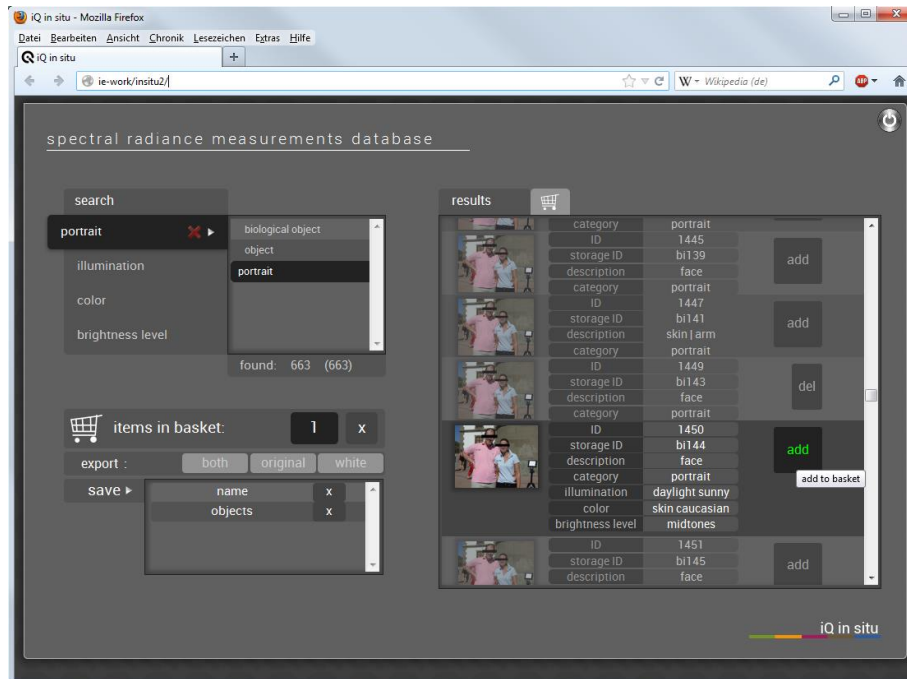 iQ in situ - Mozilla Firefox
Datei Bearbeiten Ansicht Chronik Lesezeichen Extras Hilfe
iQ in situ +
ie-work/insitu2/ W Wikipedia (de) ABP
spectral radiance measurements database
search
portrait
illumination
color
brightness level
biological object
object
portrait
found: 663 (663)
items in basket: 1 x
export : both original white
save
name x
objects x
results
category portrait
ID 1445
storage ID bi139
description face
category portrait
add
ID 1447
storage ID bi141
description skin | arm
category portrait
add
ID 1449
storage ID bi143
description face
category portrait
del
ID 1450
storage ID bi144
description face
category portrait
illumination daylight sunny
color skin caucasian
brightness level midtones
add
add to basket
ID 1451
storage ID bi145
description face
add
iQ in situ